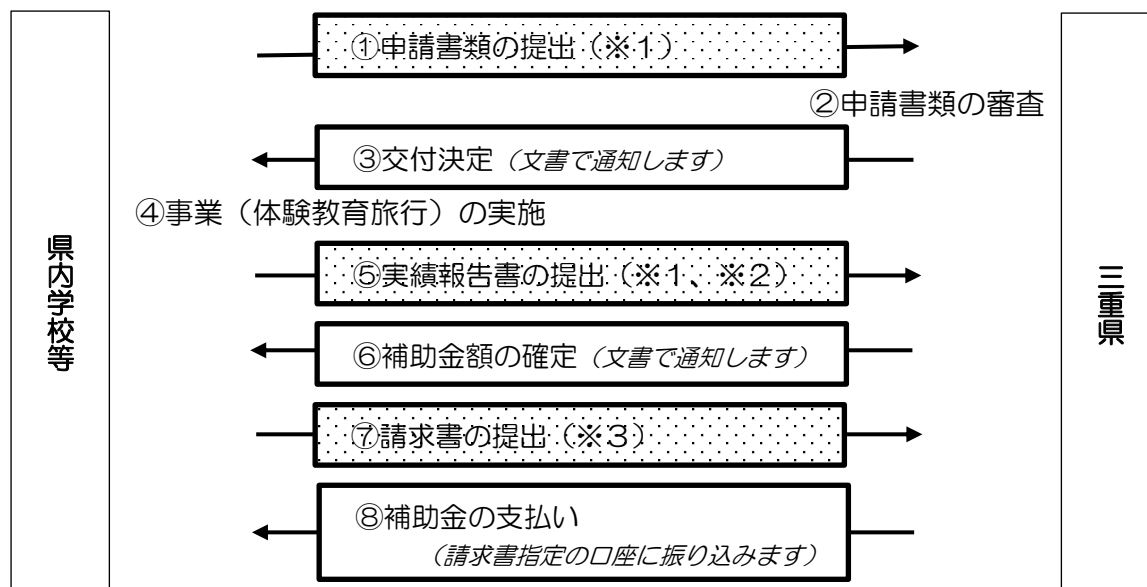 ①申請書類の提出（※１）
②申請書類の審査
③交付決定（文書で通知します）
④事業（体験教育旅行）の実施
県内学校等
三重県
⑤実績報告書の提出（※１、※２）
⑥補助金額の確定（文書で通知します）
⑦請求書の提出（※３）
⑧補助金の支払い
（請求書指定の口座に振り込みます）